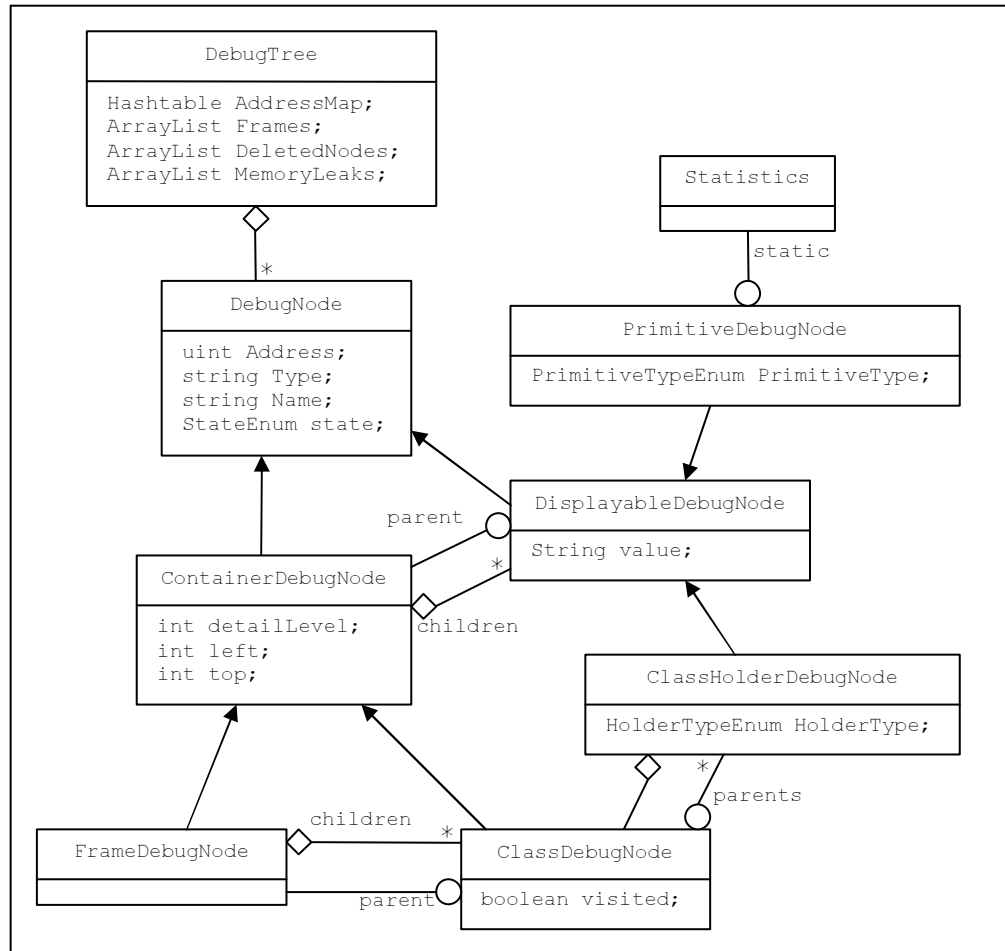 DebugTree
Hashtable AddressMap;
ArrayList Frames;
ArrayList DeletedNodes;
ArrayList MemoryLeaks;
Statistics
static
*
DebugNode
uint Address;
string Type;
string Name;
StateEnum state;
PrimitiveDebugNode
PrimitiveTypeEnum PrimitiveType;
DisplayableDebugNode
String value;
parent
*
children
ContainerDebugNode
int detailLevel;
int left;
int top;
ClassHolderDebugNode
HolderTypeEnum HolderType;
*
parents
children
*
FrameDebugNode
parent
ClassDebugNode
boolean visited;